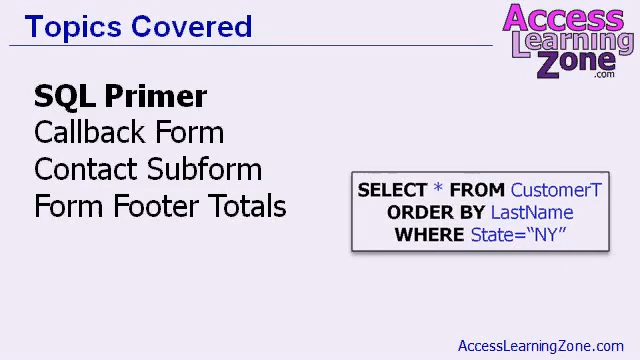 Topics Covered
Access
Learning
Zone
.com
SQL Primer
Callback Form
Contact Subform
Form Footer Totals
SELECT * FROM CustomerT
ORDER BY LastName
WHERE State=“NY”
AccessLearningZone.com